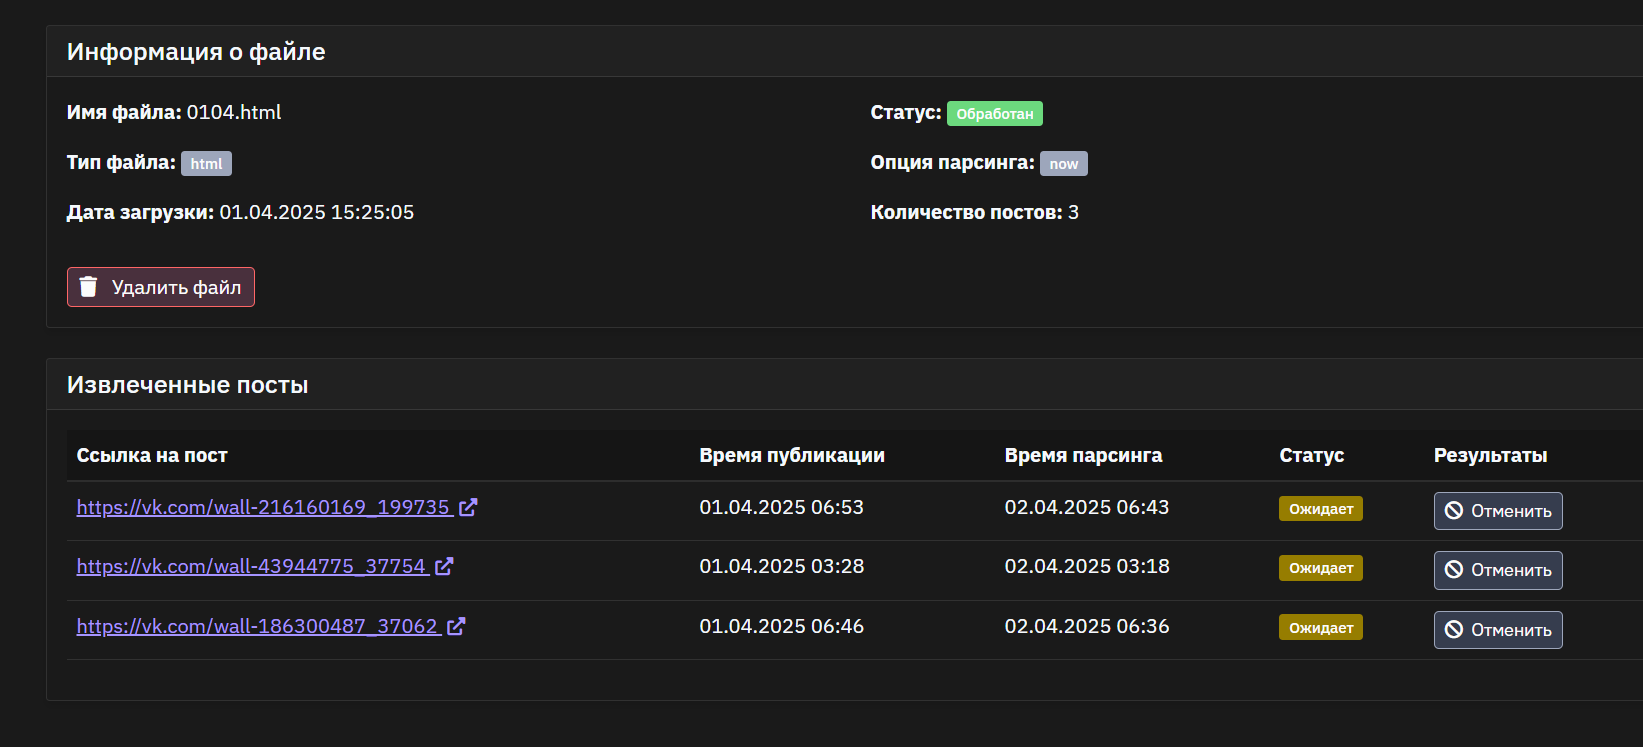 Информация о файле
Имя файла: 0104.html
Статус: Обработан
Тип файла: html
Опция парсинга: now
Дата загрузки: 01.04.2025 15:25:05
Количество постов: 3
Удалить файл
Извлеченные посты
Ссылка на пост Время публикации Время парсинга Статус Результаты
https://vk.com/wall-216160169_199735 01.04.2025 06:53 02.04.2025 06:43 Ожидает Отменить
https://vk.com/wall-43944775_37754 01.04.2025 03:28 02.04.2025 03:18 Ожидает Отменить
https://vk.com/wall-186300487_37062 01.04.2025 06:46 02.04.2025 06:36 Ожидает Отменить